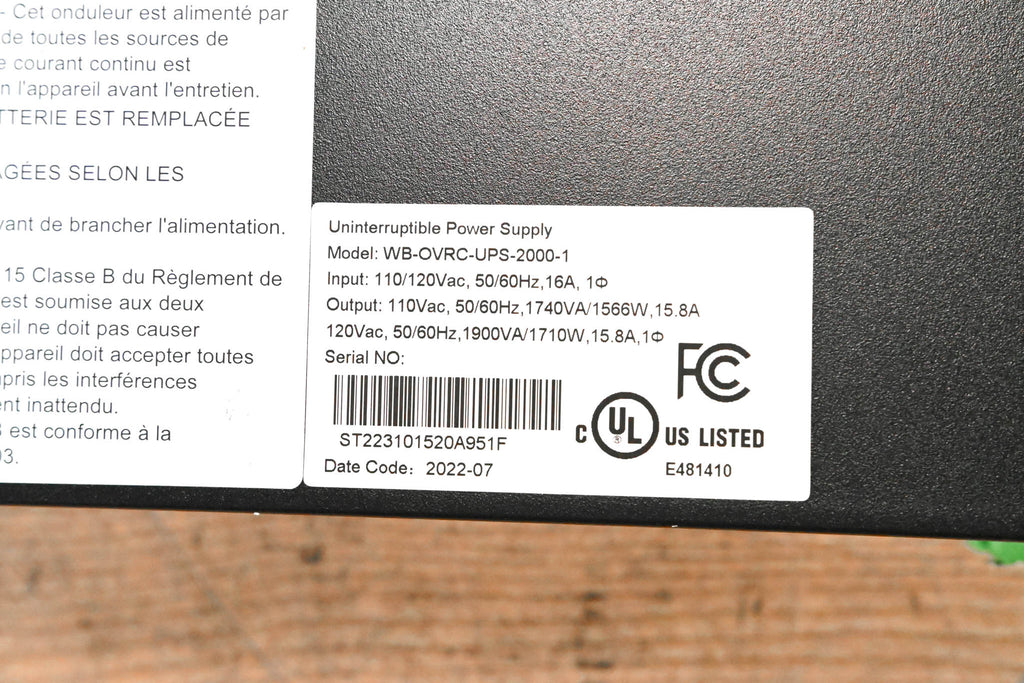 - Cet onduleur est alimenté par
de toutes les sources de
e courant continu est
n l'appareil avant l'entretien.
TTERIE EST REMPLACÉE
AGÉES SELON LES
vant de brancher l'alimentation.
15 Classe B du Règlement de
est soumise aux deux
eil ne doit pas causer
ppareil doit accepter toutes
pris les interférences
ent inattendu.
3 est conforme à la
03.
Uninterruptible Power Supply
Model: WB-OVRC-UPS-2000-1
Input: 110/120Vac, 50/60Hz,16A, 1Φ
Output: 110Vac, 50/60Hz,1740VA/1566W,15.8A
120Vac, 50/60Hz,1900VA/1710W,15.8A,1Φ
Serial NO:
FC
ST223101520A951F
C UL ® US LISTED
Date Code: 2022-07
E481410